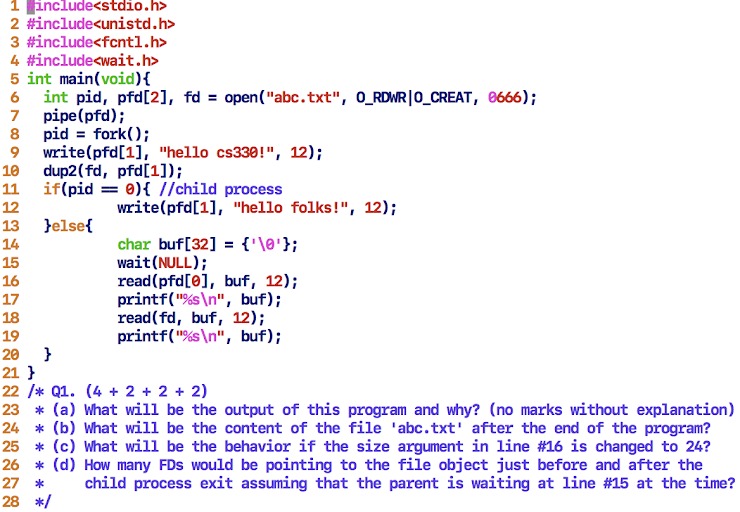 1 #include<stdio.h>
2 #include<unistd.h>
3 #include<fcntl.h>
4 #include<wait.h>
5 int main(void){
6 int pid, pfd[2], fd = open("abc.txt", O_RDWR|O_CREAT, 0666);
7 pipe(pfd);
8 pid = fork();
9 write(pfd[1], "hello cs330!", 12);
10 dup2(fd, pfd[1]);
11 if(pid == 0){ //child process
12 write(pfd[1], "hello folks!", 12);
13 }else{
14 char buf[32] = {'\0'};
15 wait(NULL);
16 read(pfd[0], buf, 12);
17 printf("%s\n", buf);
18 read(fd, buf, 12);
19 printf("%s\n", buf);
20 }
21 }
22 /* Q1. (4 + 2 + 2 + 2)
23 * (a) What will be the output of this program and why? (no marks without explanation)
24 * (b) What will be the content of the file 'abc.txt' after the end of the program?
25 * (c) What will be the behavior if the size argument in line #16 is changed to 24?
26 * (d) How many FDs would be pointing to the file object just before and after the
27 * child process exit assuming that the parent is waiting at line #15 at the time?
28 */